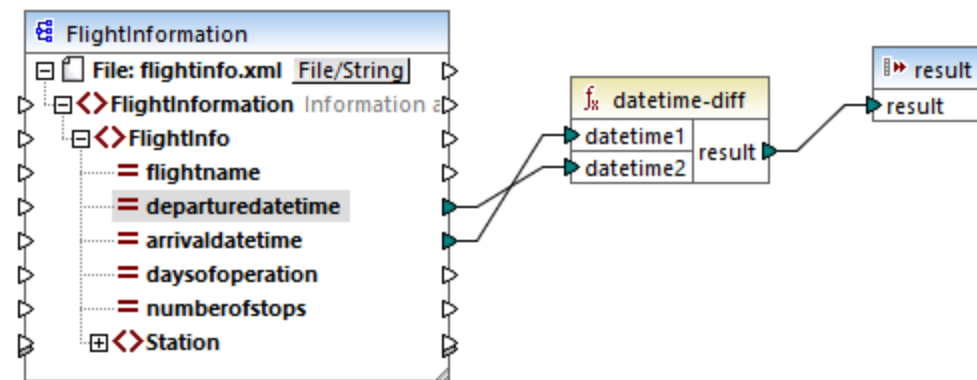 FlightInformation
File: flightinfo.xml File/String
FlightInformation Information
FlightInfo
flightname
departuredatetime
arrivaldatetime
daysofoperation
numberofstops
Station
fx datetime-diff
datetime1
datetime2
result
result
result